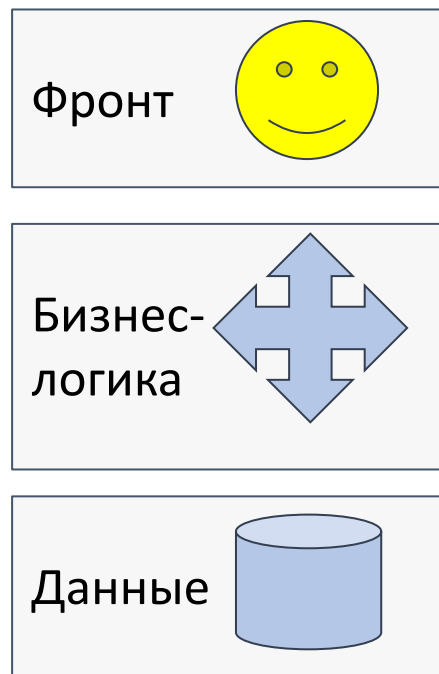 Фронт
Бизнес-
логика
Данные